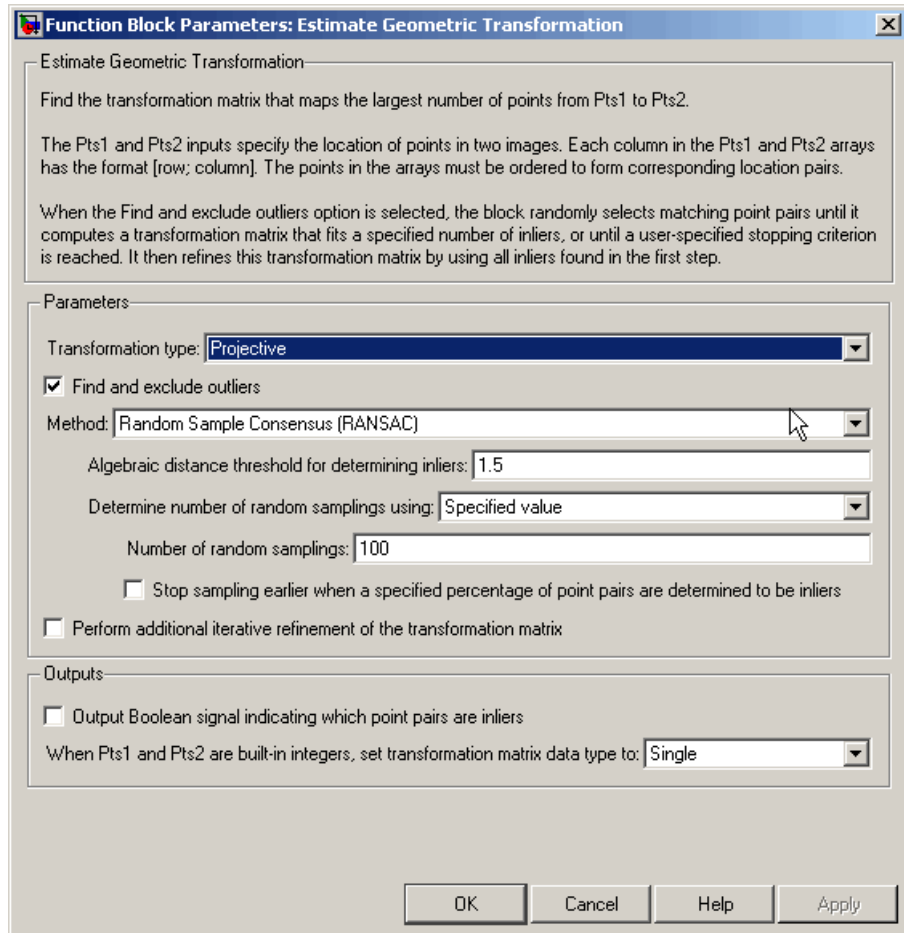 Function Block Parameters: Estimate Geometric Transformation
Estimate Geometric Transformation
Find the transformation matrix that maps the largest number of points from Pts1 to Pts2.
The Pts1 and Pts2 inputs specify the location of points in two images. Each column in the Pts1 and Pts2 arrays
has the format [row; column]. The points in the arrays must be ordered to form corresponding location pairs.
When the Find and exclude outliers option is selected, the block randomly selects matching point pairs until it
computes a transformation matrix that fits a specified number of inliers, or until a user-specified stopping criterion
is reached. It then refines this transformation matrix by using all inliers found in the first step.
Parameters
Transformation type: Projective
Find and exclude outliers
Method: Random Sample Consensus (RANSAC)
Algebraic distance threshold for determining inliers: 1.5
Determine number of random samplings using: Specified value
Number of random samplings: 100
Stop sampling earlier when a specified percentage of point pairs are determined to be inliers
Perform additional iterative refinement of the transformation matrix
Outputs
Output Boolean signal indicating which point pairs are inliers
When Pts1 and Pts2 are built-in integers, set transformation matrix data type to: Single
OK Cancel Help Apply